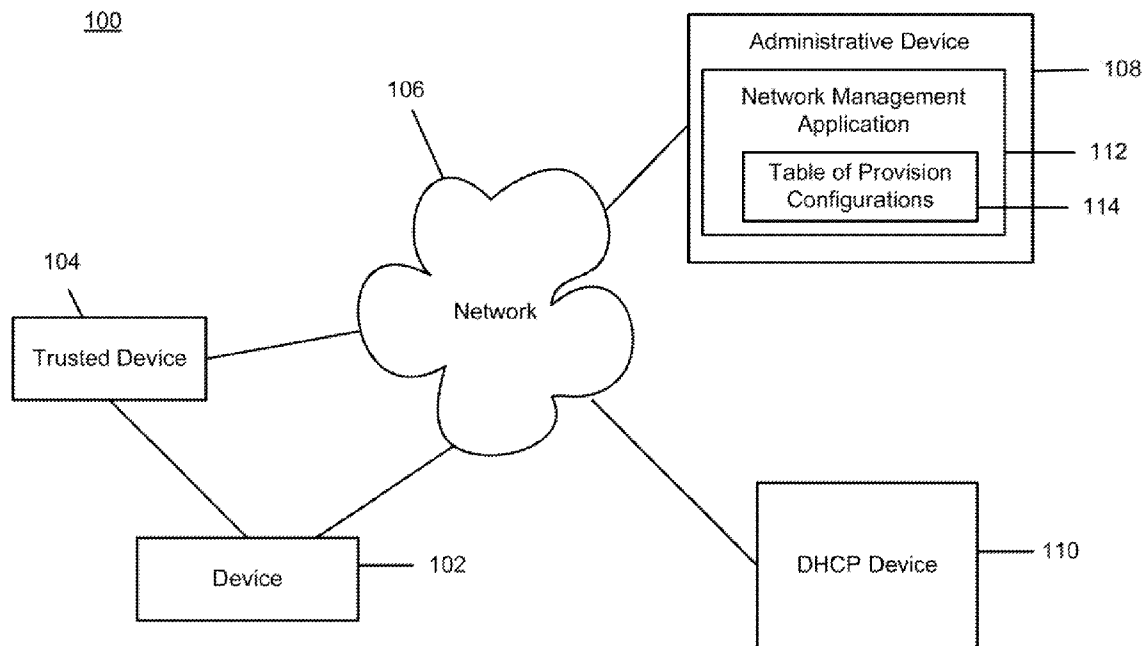 100
Administrative Device
108
106
Network Management
Application
112
Table of Provision
Configurations
114
104
Network
Trusted Device
102
Device
DHCP Device
110